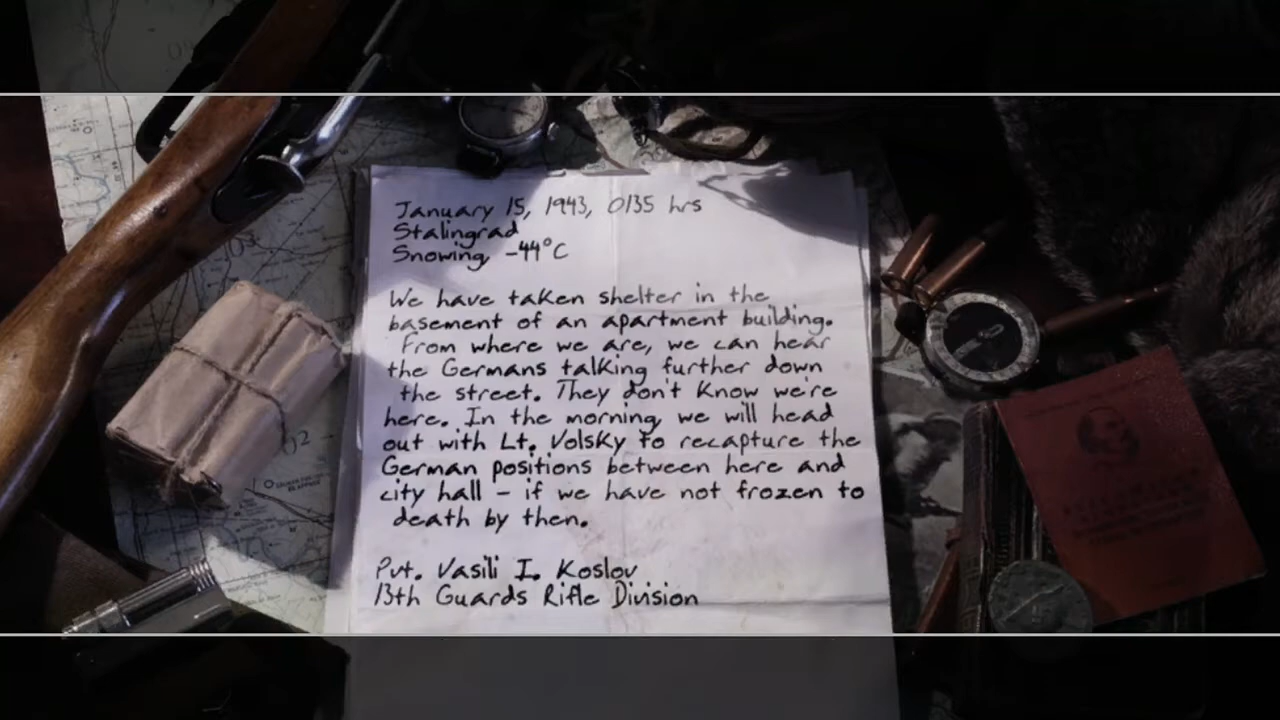 January 15, 1943, 0135 hrs
Stalingrad
Snowing, -44°C
We have taken shelter in the
basement of an apartment building.
From where we are, we can hear
the Germans talking further down
the street. They don't know we're
here. In the morning, we will head
out with Lt. Volsky to recapture the
German positions between here and
city hall - if we have not frozen to
death by then.
Pvt. Vasili I. Koslov
13th Guards Rifle Division